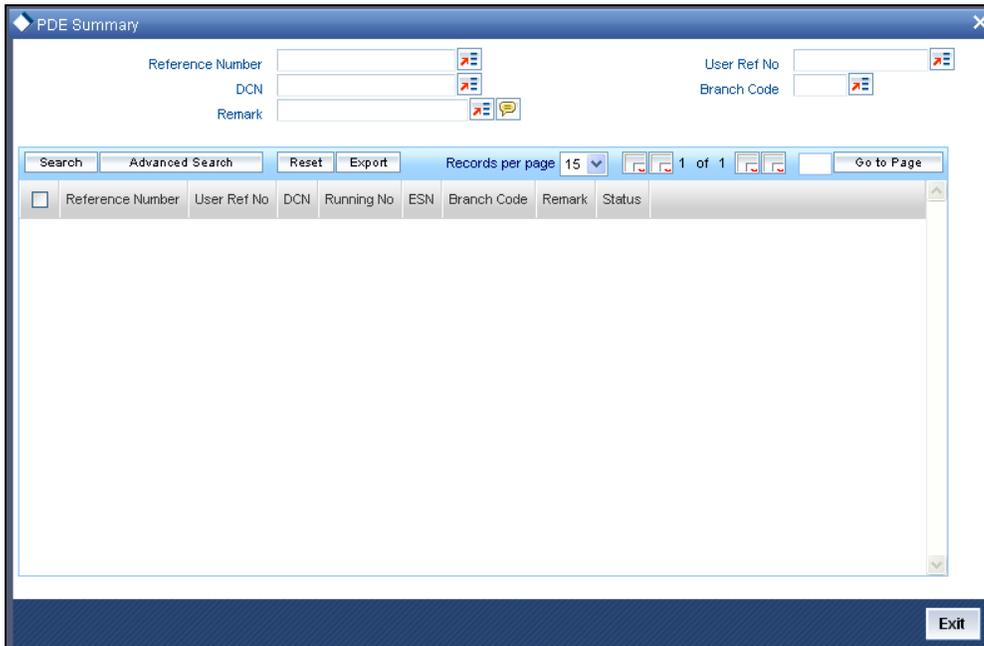 PDE Summary
Reference Number User Ref No
DCN Branch Code
Remark
Search Advanced Search Reset Export Records per page 15 1 of 1 Go to Page
Reference Number User Ref No DCN Running No ESN Branch Code Remark Status
Exit